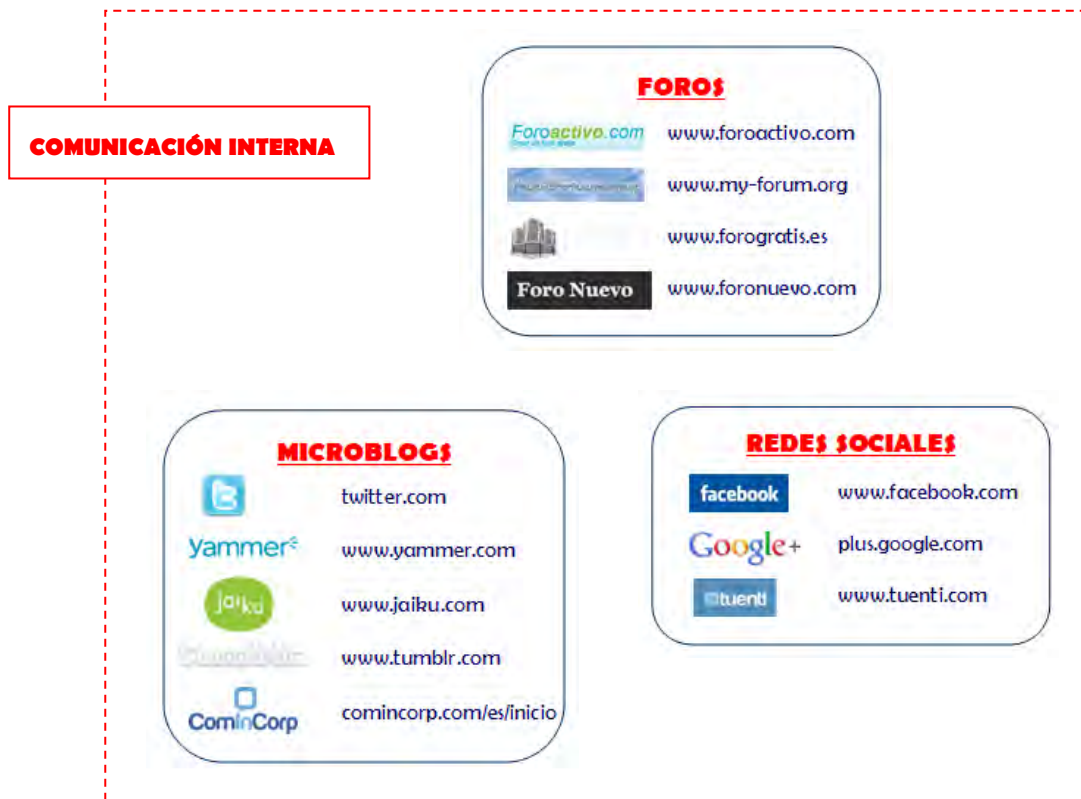 COMUNICACIÓN INTERNA
FOROS
Foroactivo.com www.foroactivo.com
www.my-forum.org
www.forogratis.es
Foro Nuevo www.foronuevo.com
MICROBLOGS
twitter.com
yammer www.yammer.com
jaiku www.jaiku.com
www.tumblr.com
ComInCorp comincorp.com/es/inicio
REDES SOCIALES
facebook www.facebook.com
Google+ plus.google.com
tuenti www.tuenti.com